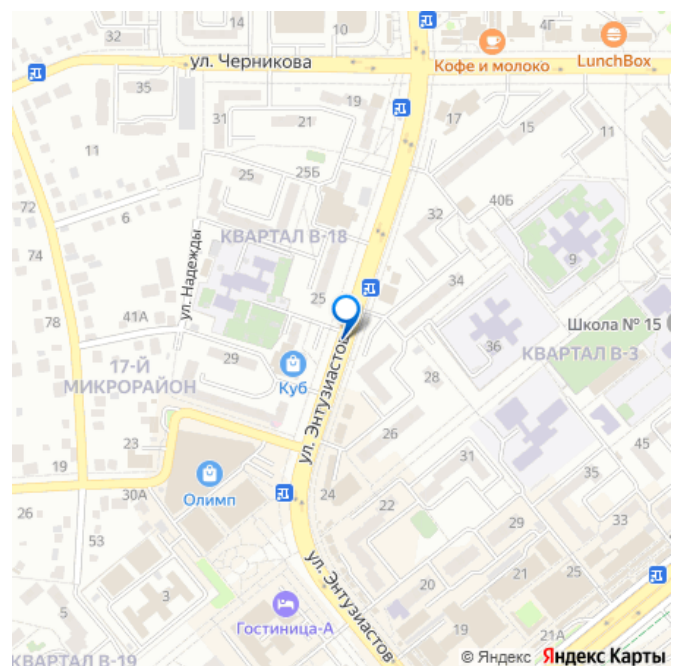 14
10
4Г
32
ул. Черникова
Кофе и молоко
LunchBox
35
19
31
21
17
15
11
11
25
25Б
40Б
72
6
32
КВАРТАЛ В-18
74
ул. Надежды
9
34
25
78
41А
Школа № 15
36
КВАРТАЛ В-3
17-Й
МИКРОРАЙОН
29
Куб
ул. Энтузиастов
28
23
26
45
19
31
35
Олимп
30А
24
26
22
33
29
53
ул. Энтузиастов
3
20
21
25
5
Гостиница-А
19
21А
КВАРТАЛ В-19
© Яндекс Яндекс Карты